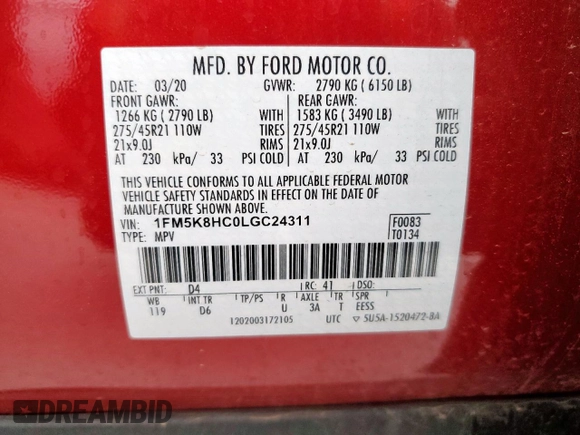 MFD. BY FORD MOTOR CO.
DATE: 03/20 GVWR: 2790 KG ( 6150 LB)
FRONT GAWR: REAR GAWR:
1266 KG ( 2790 LB) WITH 1583 KG ( 3490 LB) WITH
275/45R21 110W TIRES 275/45R21 110W TIRES
21x9.0J RIMS 21x9.0J RIMS
AT 230 kPa/ 33 PSI COLD AT 230 kPa/ 33 PSI COLD
THIS VEHICLE CONFORMS TO ALL APPLICABLE FEDERAL MOTOR
VEHICLE SAFETY STANDARDS IN EFFECT ON THE DATE OF
MANUFACTURE SHOWN ABOVE.
VIN: 1FM5K8HC0LGC24311 F0083
TYPE: MPV T0134
EXT PNT: D4 RC: 41 DSO:
WB INT TR TP/PS R AXLE TR SPR
119 D6 U 3A T EESS
1202003172105 UTC ▽ 5U5A-1520472-BA
DREAMBID